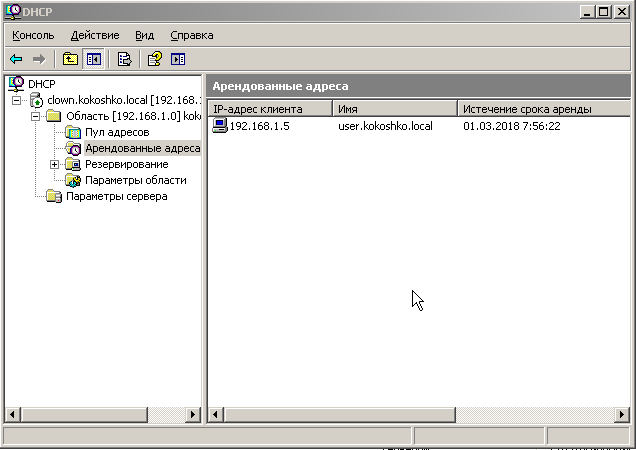 DHCP
Консоль Действие Вид Справка
DHCP
clown.kokoshko.local [192.168.
Область [192.168.1.0] koko
Пул адресов
Арендованные адреса
Резервирование
Параметры области
Параметры сервера
Арендованные адреса
IP-адрес клиента Имя Истечение срока аренды
192.168.1.5 user.kokoshko.local 01.03.2018 7:56:22